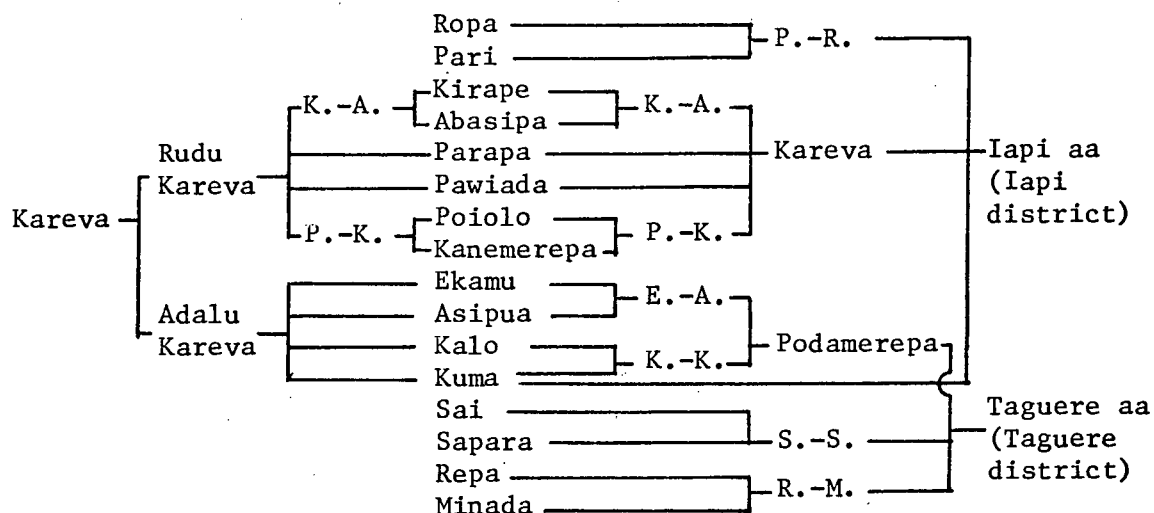 Ropa
P.-R.
Pari
K.-A.
Kirape
K.-A.
Abasipa
Rudu
Kareva
Parapa
Kareva
Iapi aa
(Iapi
district)
Pawiada
Kareva
P.-K.
Poiolo
P.-K.
Kanemerepa
Ekamu
E.-A.
Adalu
Kareva
Asipua
Kalo
Podamerepa
K.-K.
Kuma
Sai
Taguere aa
(Taguere
district)
Sapara
S.-S.
Repa
R.-M.
Minada